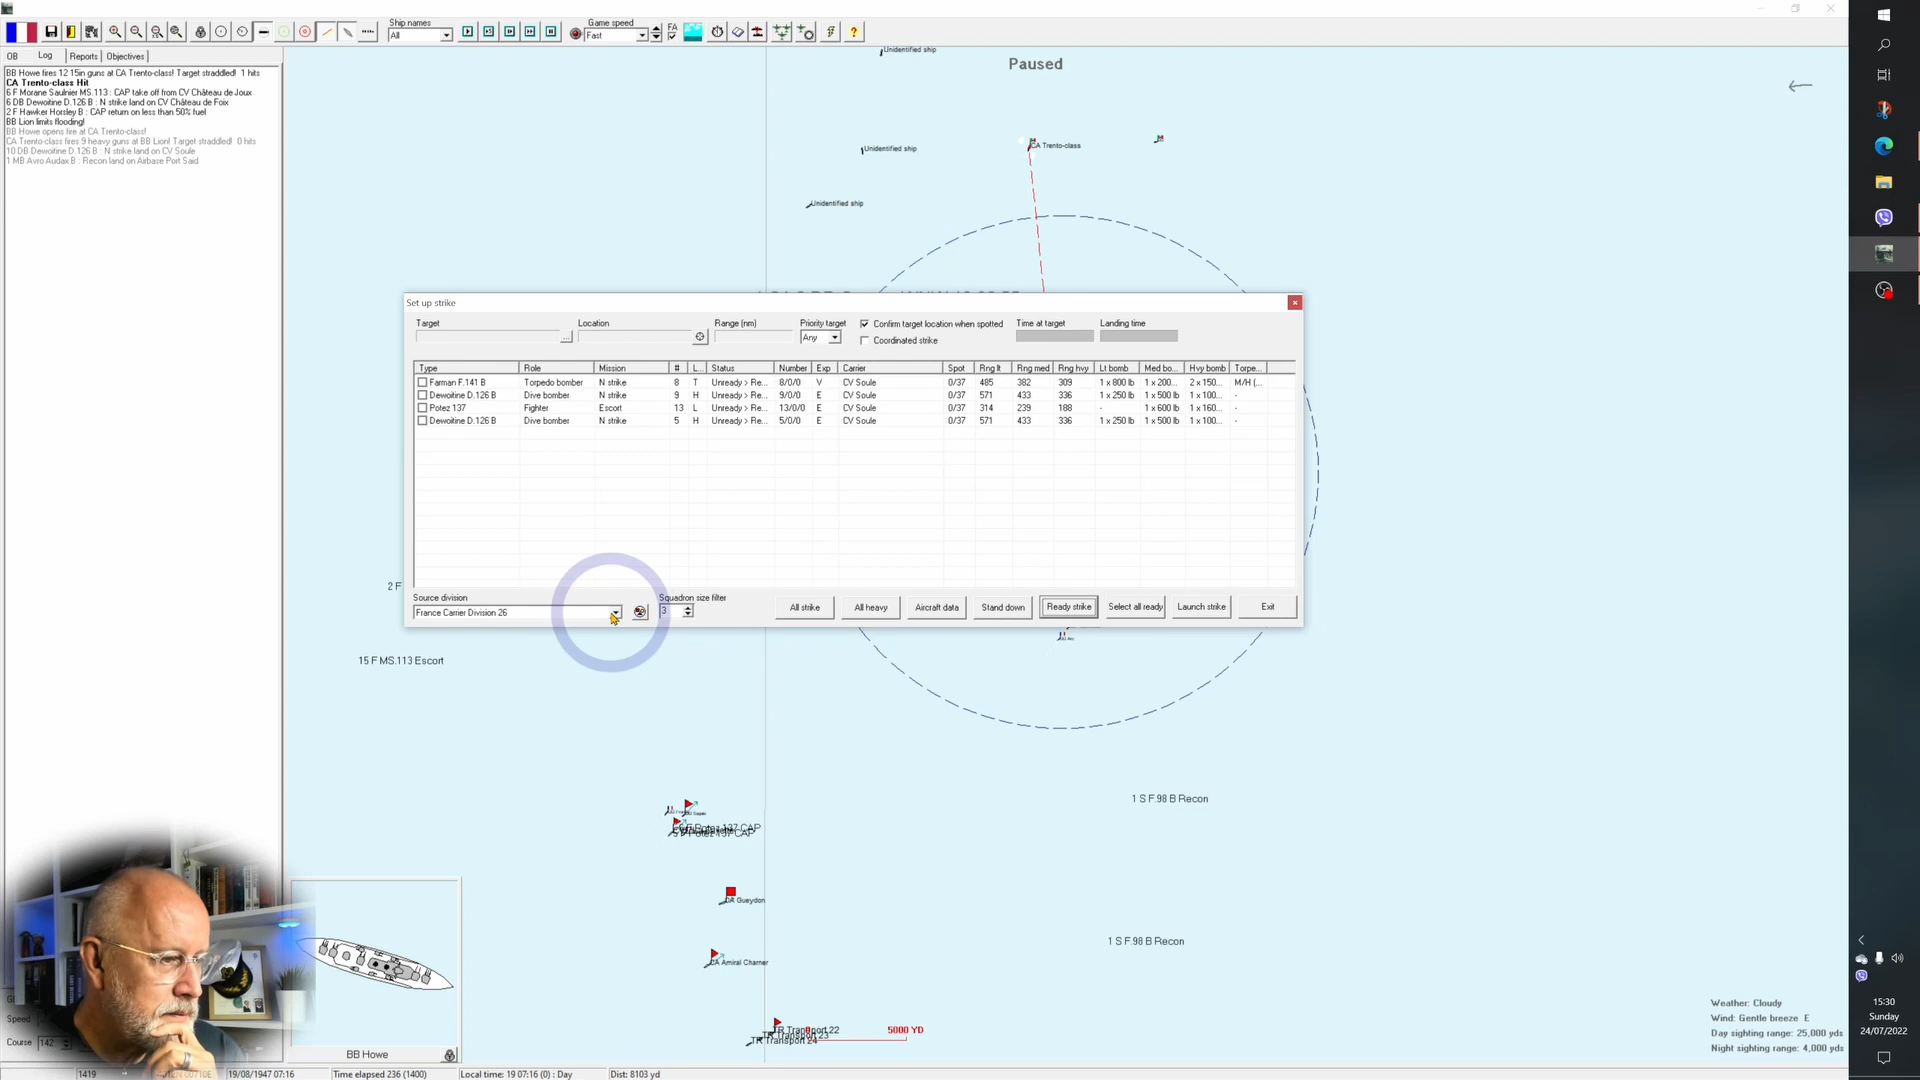 Ship names
All
Game speed
Fast
FA
OB
Log
Reports
Objectives
BB Howe fires 12 15in guns at CA Trento-class! Target straddled! 1 hits
CA Trento-class Hit
6 F Morane Saulnier MS.113 : CAP take off from CV Château de Joux
6 DB Dewoitine D.126 B : N strike land on CV Château de Foix
2 F Hawker Horsley B : CAP return on less than 50% fuel
BB Lion limits flooding!
BB Howe opens fire at CA Trento-class!
CA Trento-class fires 9 heavy guns at BB Lion! Target straddled! 0 hits
10 DB Dewoitine D.126 B : N strike land on CV Soule
1 MB Avro Audax B : Recon land on Airbase Port Said
Unidentified ship
Paused
Unidentified ship
CA Trento-class
Unidentified ship
Set up strike
Target
Location
Range (nm)
Priority target
Any
Confirm target location when spotted
Coordinated strike
Time at target
Landing time
...
Type Role Mission # L... Status Number Exp Carrier Spot Rng lt Rng med Rng hvy Lt bomb Med bo... Hvy bomb Torpe...
Farman F.141 B Torpedo bomber N strike 8 T Unready > Re... 8/0/0 V CV Soule 0/37 485 382 309 1 x 800 lb 1 x 200... 2 x 150... M/H (...
Dewoitine D.126 B Dive bomber N strike 9 H Unready > Re... 9/0/0 E CV Soule 0/37 571 433 336 1 x 250 lb 1 x 500 lb 1 x 100... -
Potez 137 Fighter Escort 13 L Unready > Re... 13/0/0 E CV Soule 0/37 314 239 188 - 1 x 600 lb 1 x 160... -
Dewoitine D.126 B Dive bomber N strike 5 H Unready > Re... 5/0/0 E CV Soule 0/37 571 433 336 1 x 250 lb 1 x 500 lb 1 x 100... -
2 F
Source division
France Carrier Division 26
Squadron size filter
3
All strike
All heavy
Aircraft data
Stand down
Ready strike
Select all ready
Launch strike
Exit
15 F MS.113 Escort
1 S F.98 B Recon
Potez 137 CAP
CA Gueydon
1 S F.98 B Recon
CA Amiral Charner
TR Transport 22
TR Transport 23
TR Transport 24
5000 YD
Weather: Cloudy
Wind: Gentle breeze E
Day sighting range: 25,000 yds
Night sighting range: 4,000 yds
Speed
Course 142
BB Howe
1419
19/08/1947 07:16
Time elapsed 236 (1400)
Local time: 19 07:16 (0) : Day
Dist: 8103 yd
15:30
Sunday
24/07/2022